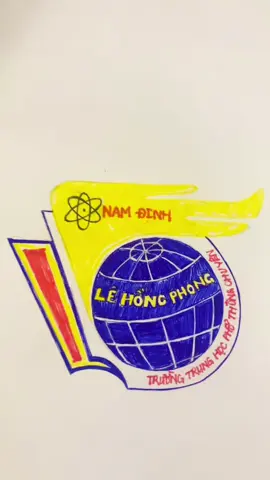 NAM ĐỊNH
LÊ HỒNG PHONG
TRƯỜNG TRUNG HỌC PHỔ THÔNG CHUYÊN